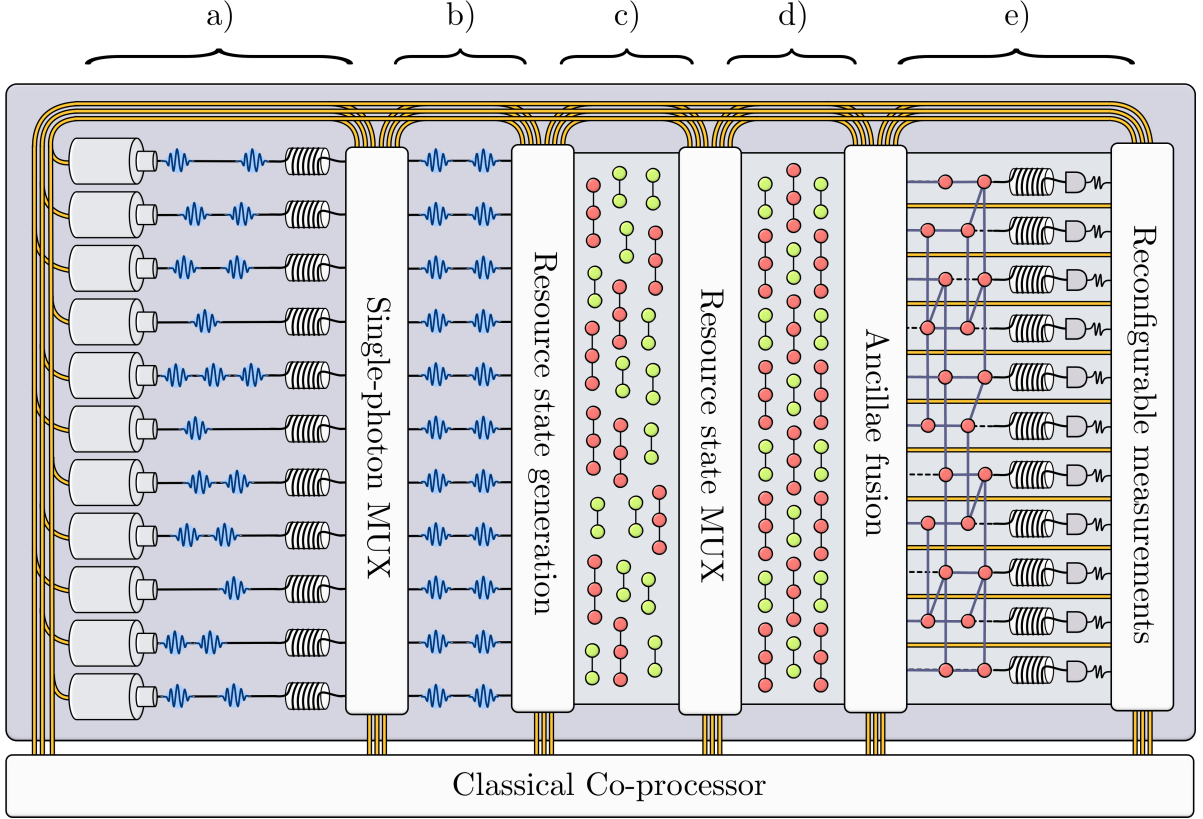 a)
b)
c)
d)
e)
Single-photon MUX
Resource state generation
Resource state MUX
Ancillae fusion
Reconfigurable measurements
Classical Co-processor